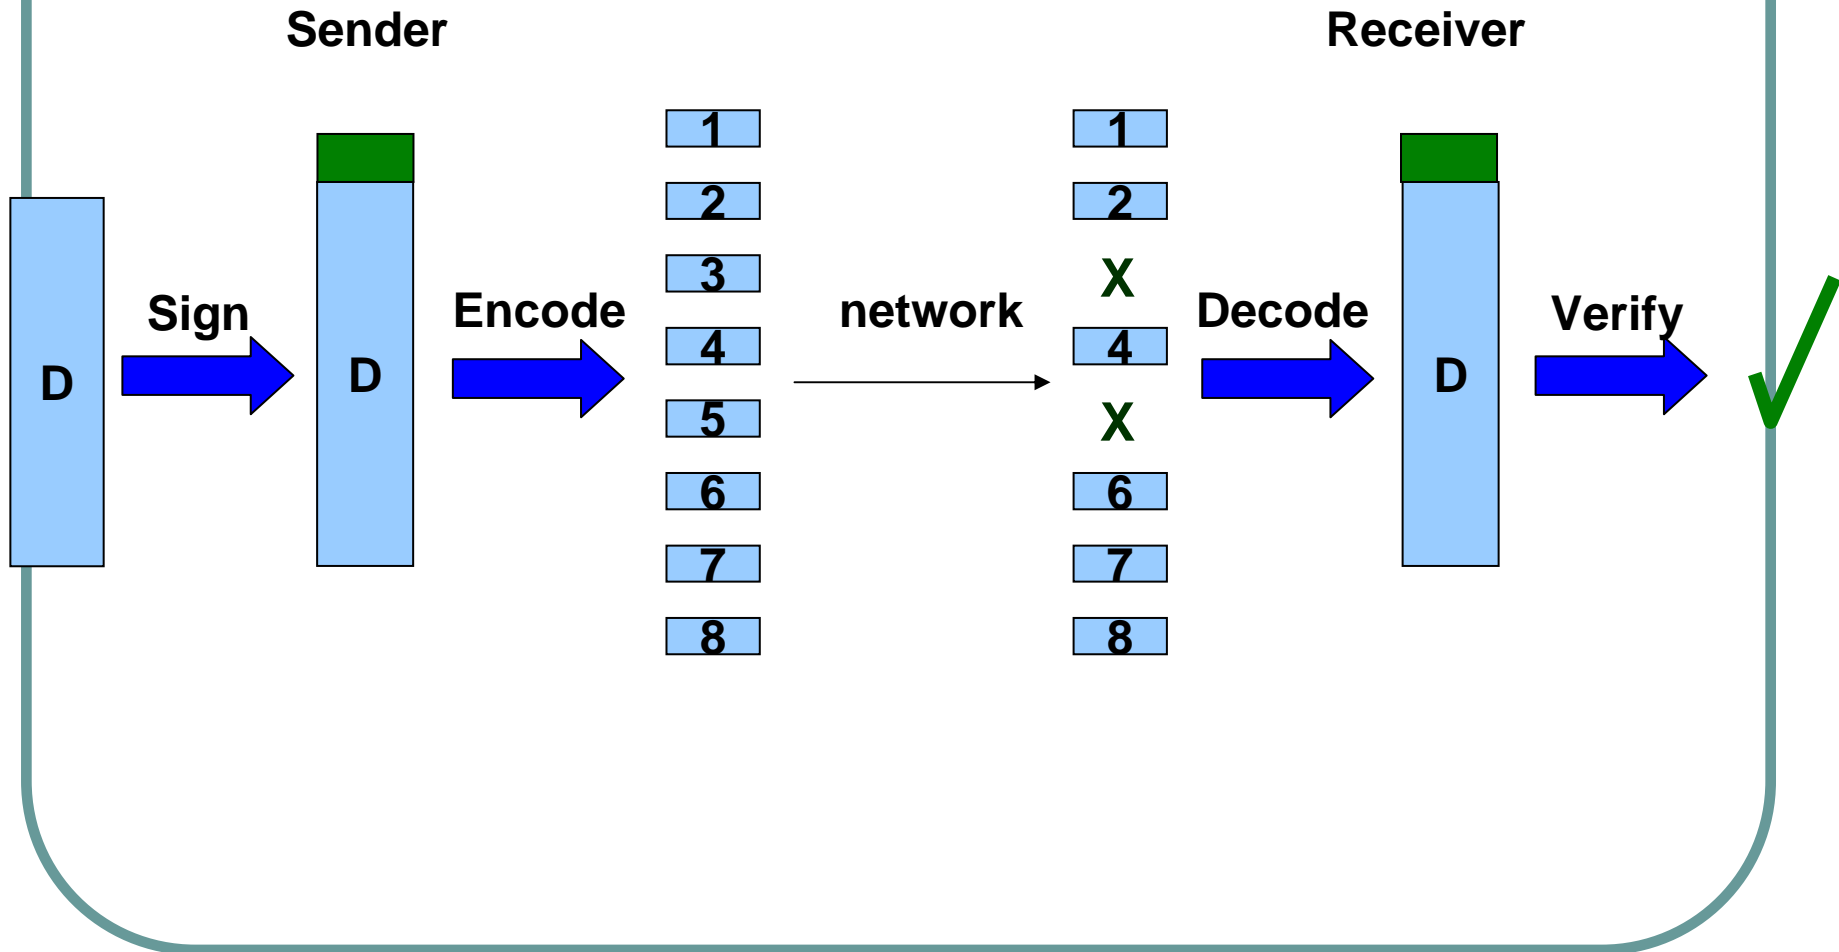 Sender
Receiver
D
Sign
D
Encode
1
2
3
4
5
6
7
8
network
1
2
X
4
X
6
7
8
Decode
D
Verify